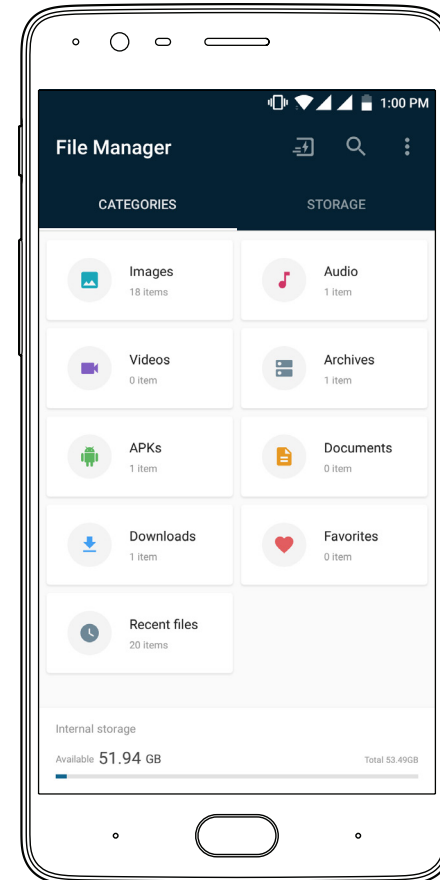 1:00 PM
File Manager
CATEGORIES STORAGE
Images
18 items
Audio
1 item
Videos
0 item
Archives
1 item
APKs
1 item
Documents
0 item
Downloads
1 item
Favorites
0 item
Recent files
20 items
Internal storage
Available 51.94 GB Total 53.49GB